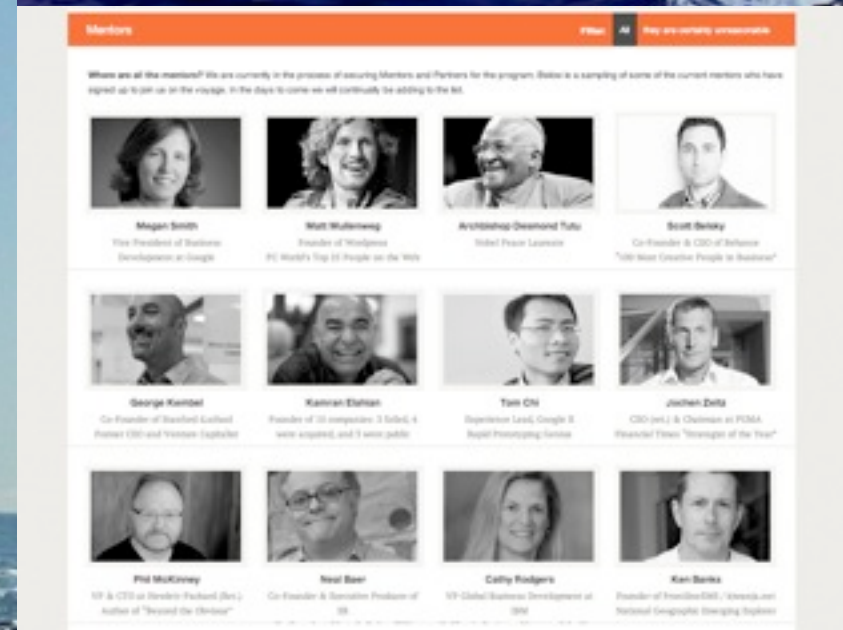 Mentors
Filter: All they are certainly unreasonable
Where are all the mentors? We are currently in the process of securing Mentors and Partners for the program. Below is a sampling of some of the current mentors who have
signed up to join us on the voyage. In the days to come we will continually be adding to the list.
Megan Smith
Vice President of Business
Development at Google
Matt Mullenweg
Founder of Wordpress
PC World's Top 25 People on the Web
Archbishop Desmond Tutu
Nobel Peace Laureate
Scott Belsky
Co-Founder & CEO of Behance
"100 Most Creative People in Business"
George Kembel
Co-Founder of Stanford
Former CEO and Venture Capitalist
Kamran Elahian
Founder of 10 companies: 3 failed, 4
were acquired, and 3 went public
Tom Chi
Experience Lead, Google X
Rapid Prototyping Genius
Jochen Zeitz
CEO (ret.) & Chairman at PUMA
Financial Times "Strategist of the Year"
Phil McKinney
VP & CTO at Hewlett-Packard (Ret.)
Author of "Beyond the Obvious"
Neal Baer
Co-Founder & Executive Producer of
ER
Cathy Rodgers
VP Global Business Development at
IBM
Ken Banks
Founder of FrontlineSMS / kiwanja.net
National Geographic Emerging Explorer